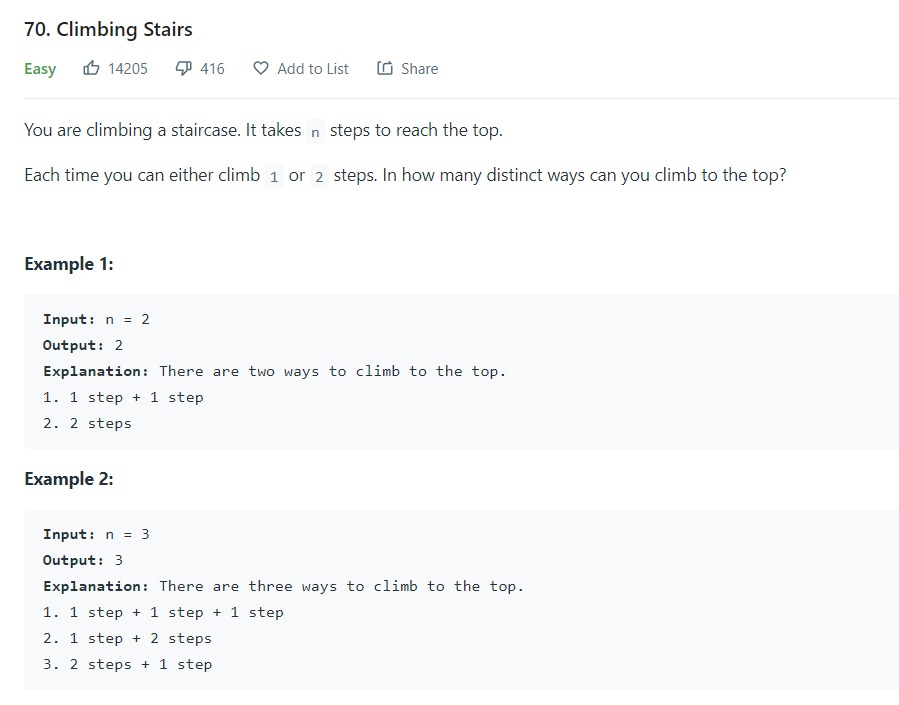 70. Climbing Stairs
Easy 14205 416 Add to List Share
You are climbing a staircase. It takes n steps to reach the top.
Each time you can either climb 1 or 2 steps. In how many distinct ways can you climb to the top?
Example 1:
Input: n = 2
Output: 2
Explanation: There are two ways to climb to the top.
1. 1 step + 1 step
2. 2 steps
Example 2:
Input: n = 3
Output: 3
Explanation: There are three ways to climb to the top.
1. 1 step + 1 step + 1 step
2. 1 step + 2 steps
3. 2 steps + 1 step